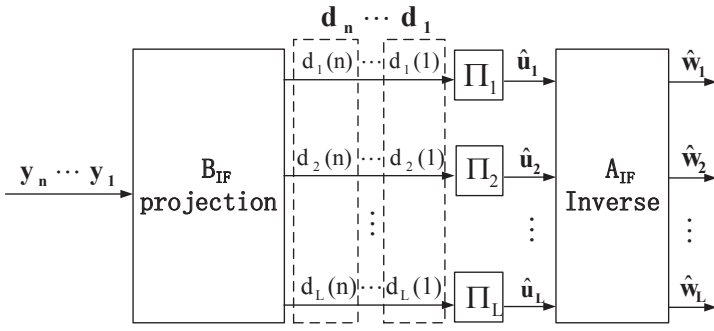 d_n ⋯ d_1
d_1(n) ⋯ d_1(1) Π_1 û_1 ŵ_1
y_n ⋯ y_1
B_IF projection
d_2(n) ⋯ d_2(1) Π_2 û_2
A_IF Inverse
ŵ_2
⋮ ⋮ ⋮
d_L(n) ⋯ d_L(1) Π_L û_L ŵ_L